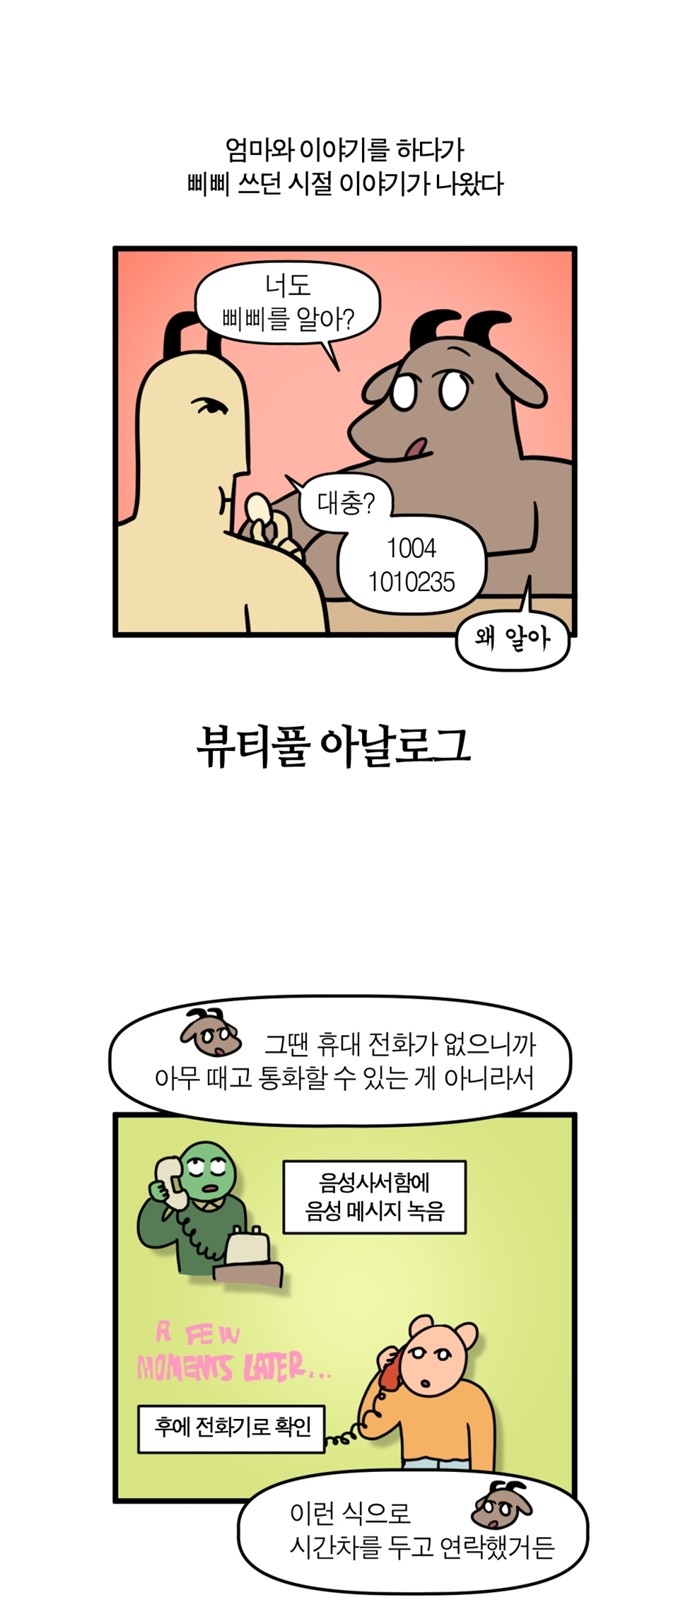 엄마와 이야기를 하다가
삐삐 쓰던 시절 이야기가 나왔다
너도
삐삐를 알아?
대충?
1004
1010235
왜 알아
뷰티풀 아날로그
그땐 휴대 전화가 없으니까
아무 때고 통화할 수 있는 게 아니라서
음성사서함에
음성 메시지 녹음
A FEW
MOMENTS LATER...
후에 전화기로 확인
이런 식으로
시간차를 두고 연락했거든